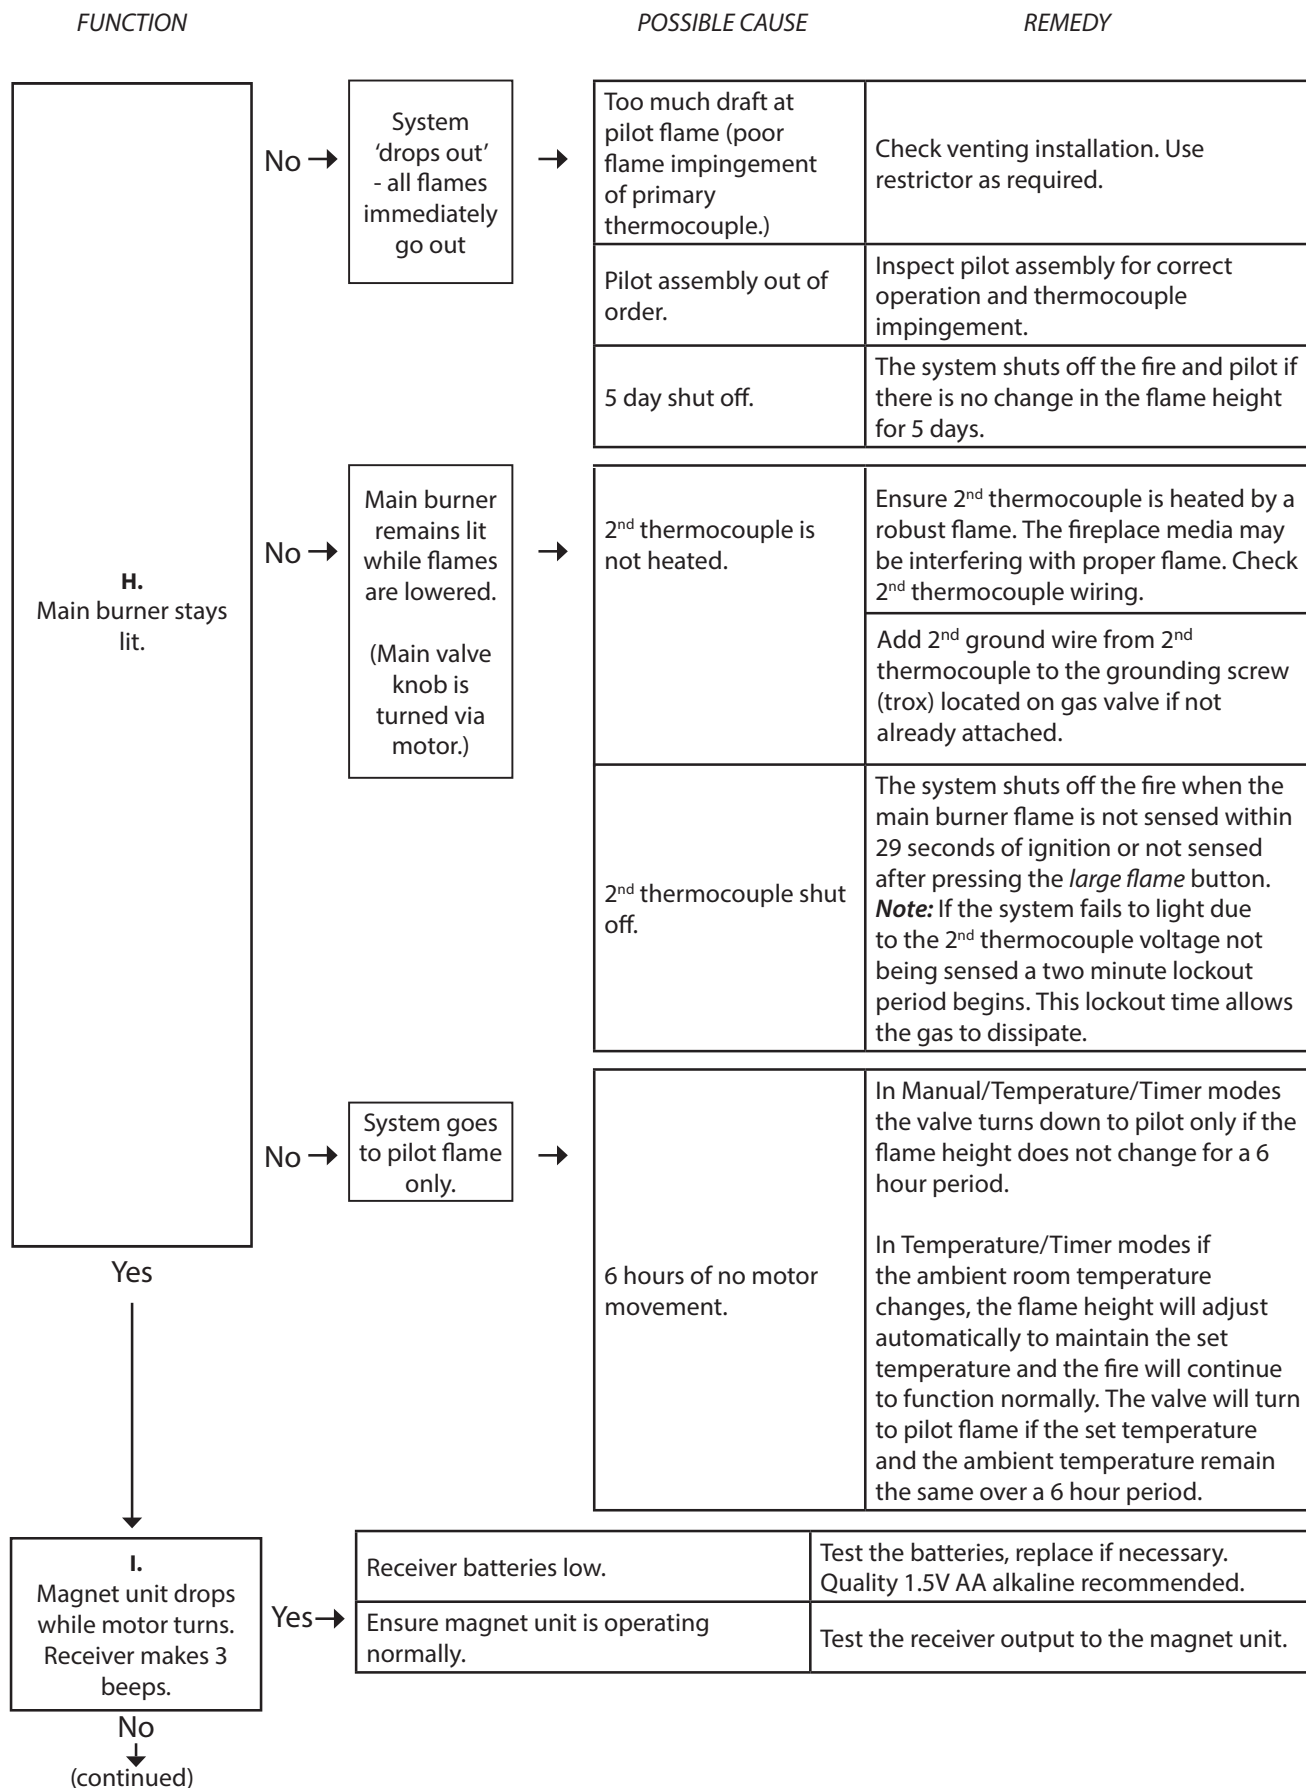 FUNCTION
POSSIBLE CAUSE
REMEDY
H.
Main burner stays
lit.
No
System
‘drops out’
- all flames
immediately
go out
Too much draft at
pilot flame (poor
flame impingement
of primary
thermocouple.)
Check venting installation. Use
restrictor as required.
Pilot assembly out of
order.
Inspect pilot assembly for correct
operation and thermocouple
impingement.
5 day shut off.
The system shuts off the fire and pilot if
there is no change in the flame height
for 5 days.
No
Main burner
remains lit
while flames
are lowered.
(Main valve
knob is
turned via
motor.)
2nd thermocouple is
not heated.
Ensure 2nd thermocouple is heated by a
robust flame. The fireplace media may
be interfering with proper flame. Check
2nd thermocouple wiring.
Add 2nd ground wire from 2nd
thermocouple to the grounding screw
(trox) located on gas valve if not
already attached.
2nd thermocouple shut
off.
The system shuts off the fire when the
main burner flame is not sensed within
29 seconds of ignition or not sensed
after pressing the large flame button.
Note: If the system fails to light due
to the 2nd thermocouple voltage not
being sensed a two minute lockout
period begins. This lockout time allows
the gas to dissipate.
No
System goes
to pilot flame
only.
6 hours of no motor
movement.
In Manual/Temperature/Timer modes
the valve turns down to pilot only if the
flame height does not change for a 6
hour period.
In Temperature/Timer modes if
the ambient room temperature
changes, the flame height will adjust
automatically to maintain the set
temperature and the fire will continue
to function normally. The valve will turn
to pilot flame if the set temperature
and the ambient temperature remain
the same over a 6 hour period.
Yes
I.
Magnet unit drops
while motor turns.
Receiver makes 3
beeps.
Yes
Receiver batteries low.
Test the batteries, replace if necessary.
Quality 1.5V AA alkaline recommended.
Ensure magnet unit is operating
normally.
Test the receiver output to the magnet unit.
No
(continued)